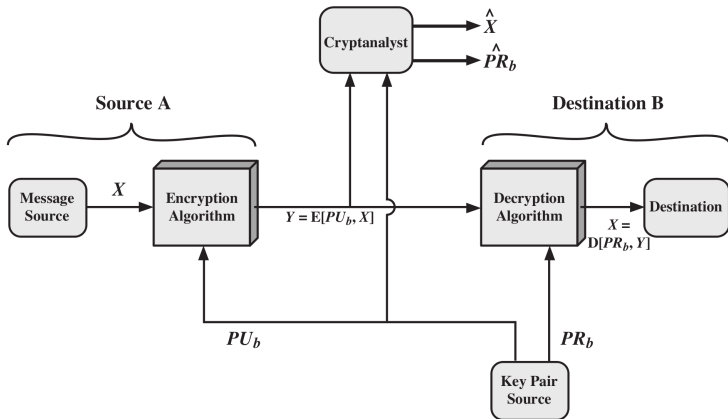 X̂
Cryptanalyst
P̂R_b
Source A
Destination B
Message
Source
X
Encryption
Algorithm
Y = E[PU_b, X]
Decryption
Algorithm
X =
D[PR_b, Y]
Destination
PU_b
PR_b
Key Pair
Source